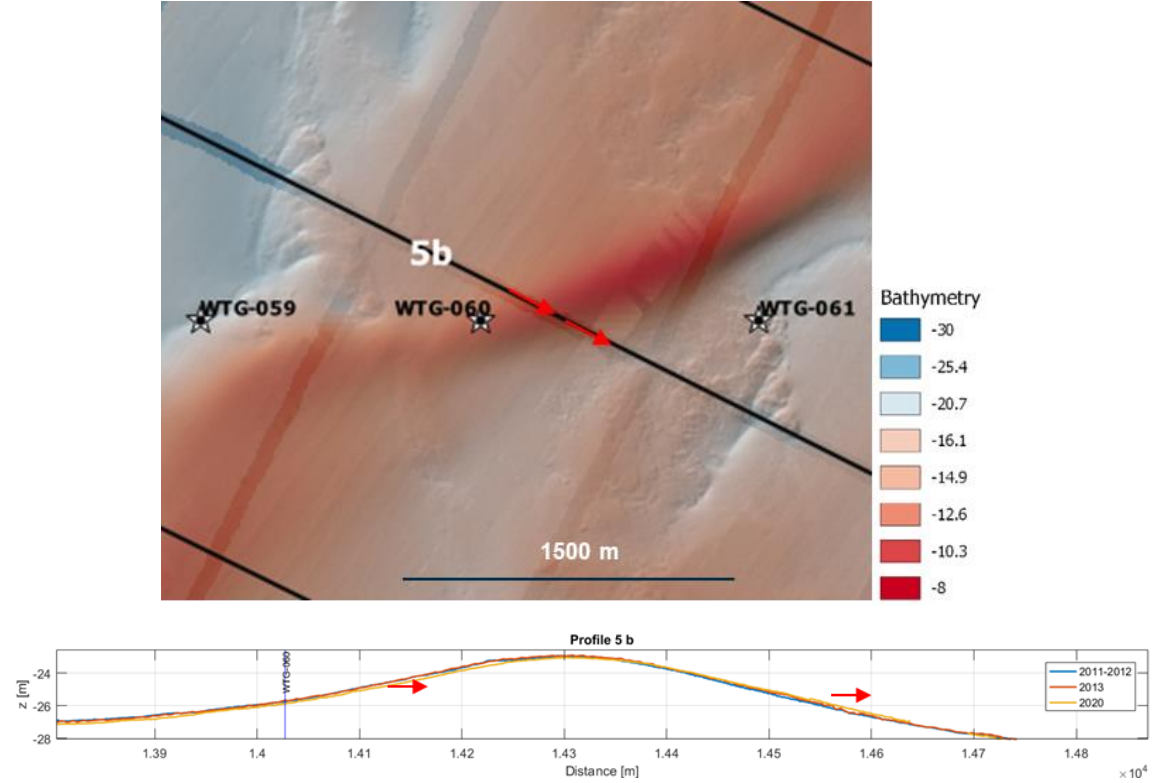 5b
WTG-059
WTG-060
WTG-061
1500 m
Bathymetry
-30
-25.4
-20.7
-16.1
-14.9
-12.6
-10.3
-8
Profile 5 b
WTG-060
z [m]
-24
-26
-28
2011-2012
2013
2020
1.39
1.4
1.41
1.42
1.43
1.44
1.45
1.46
1.47
1.48
Distance [m]
×10⁴